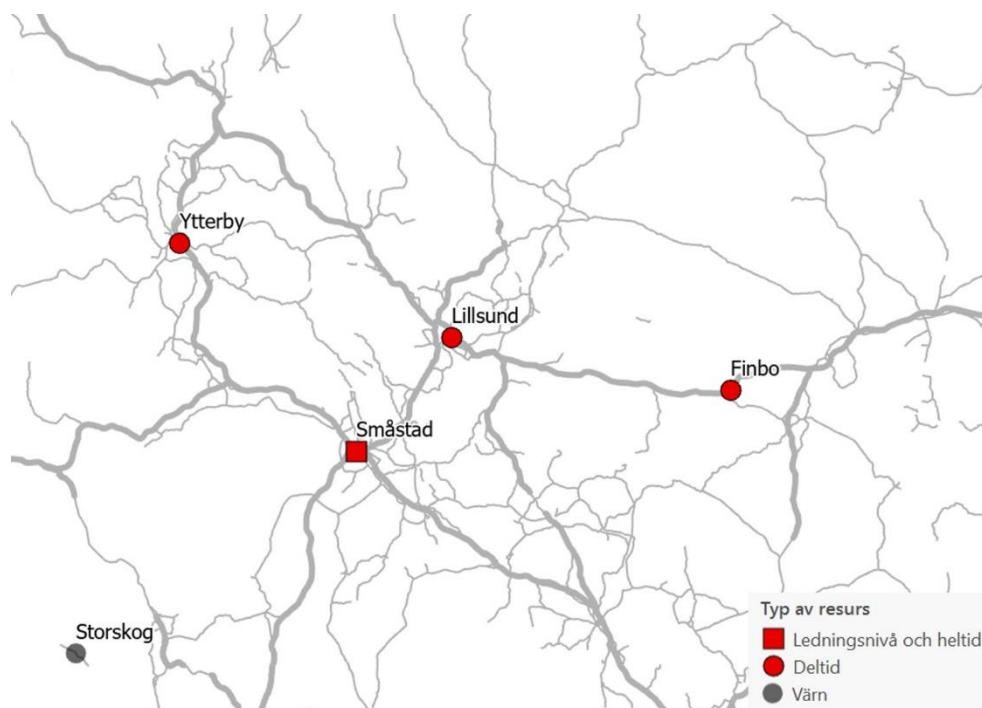 Ytterby
Lillsund
Finbo
Småstad
Storskog
Typ av resurs
Ledningsnivå och heltid
Deltid
Värn